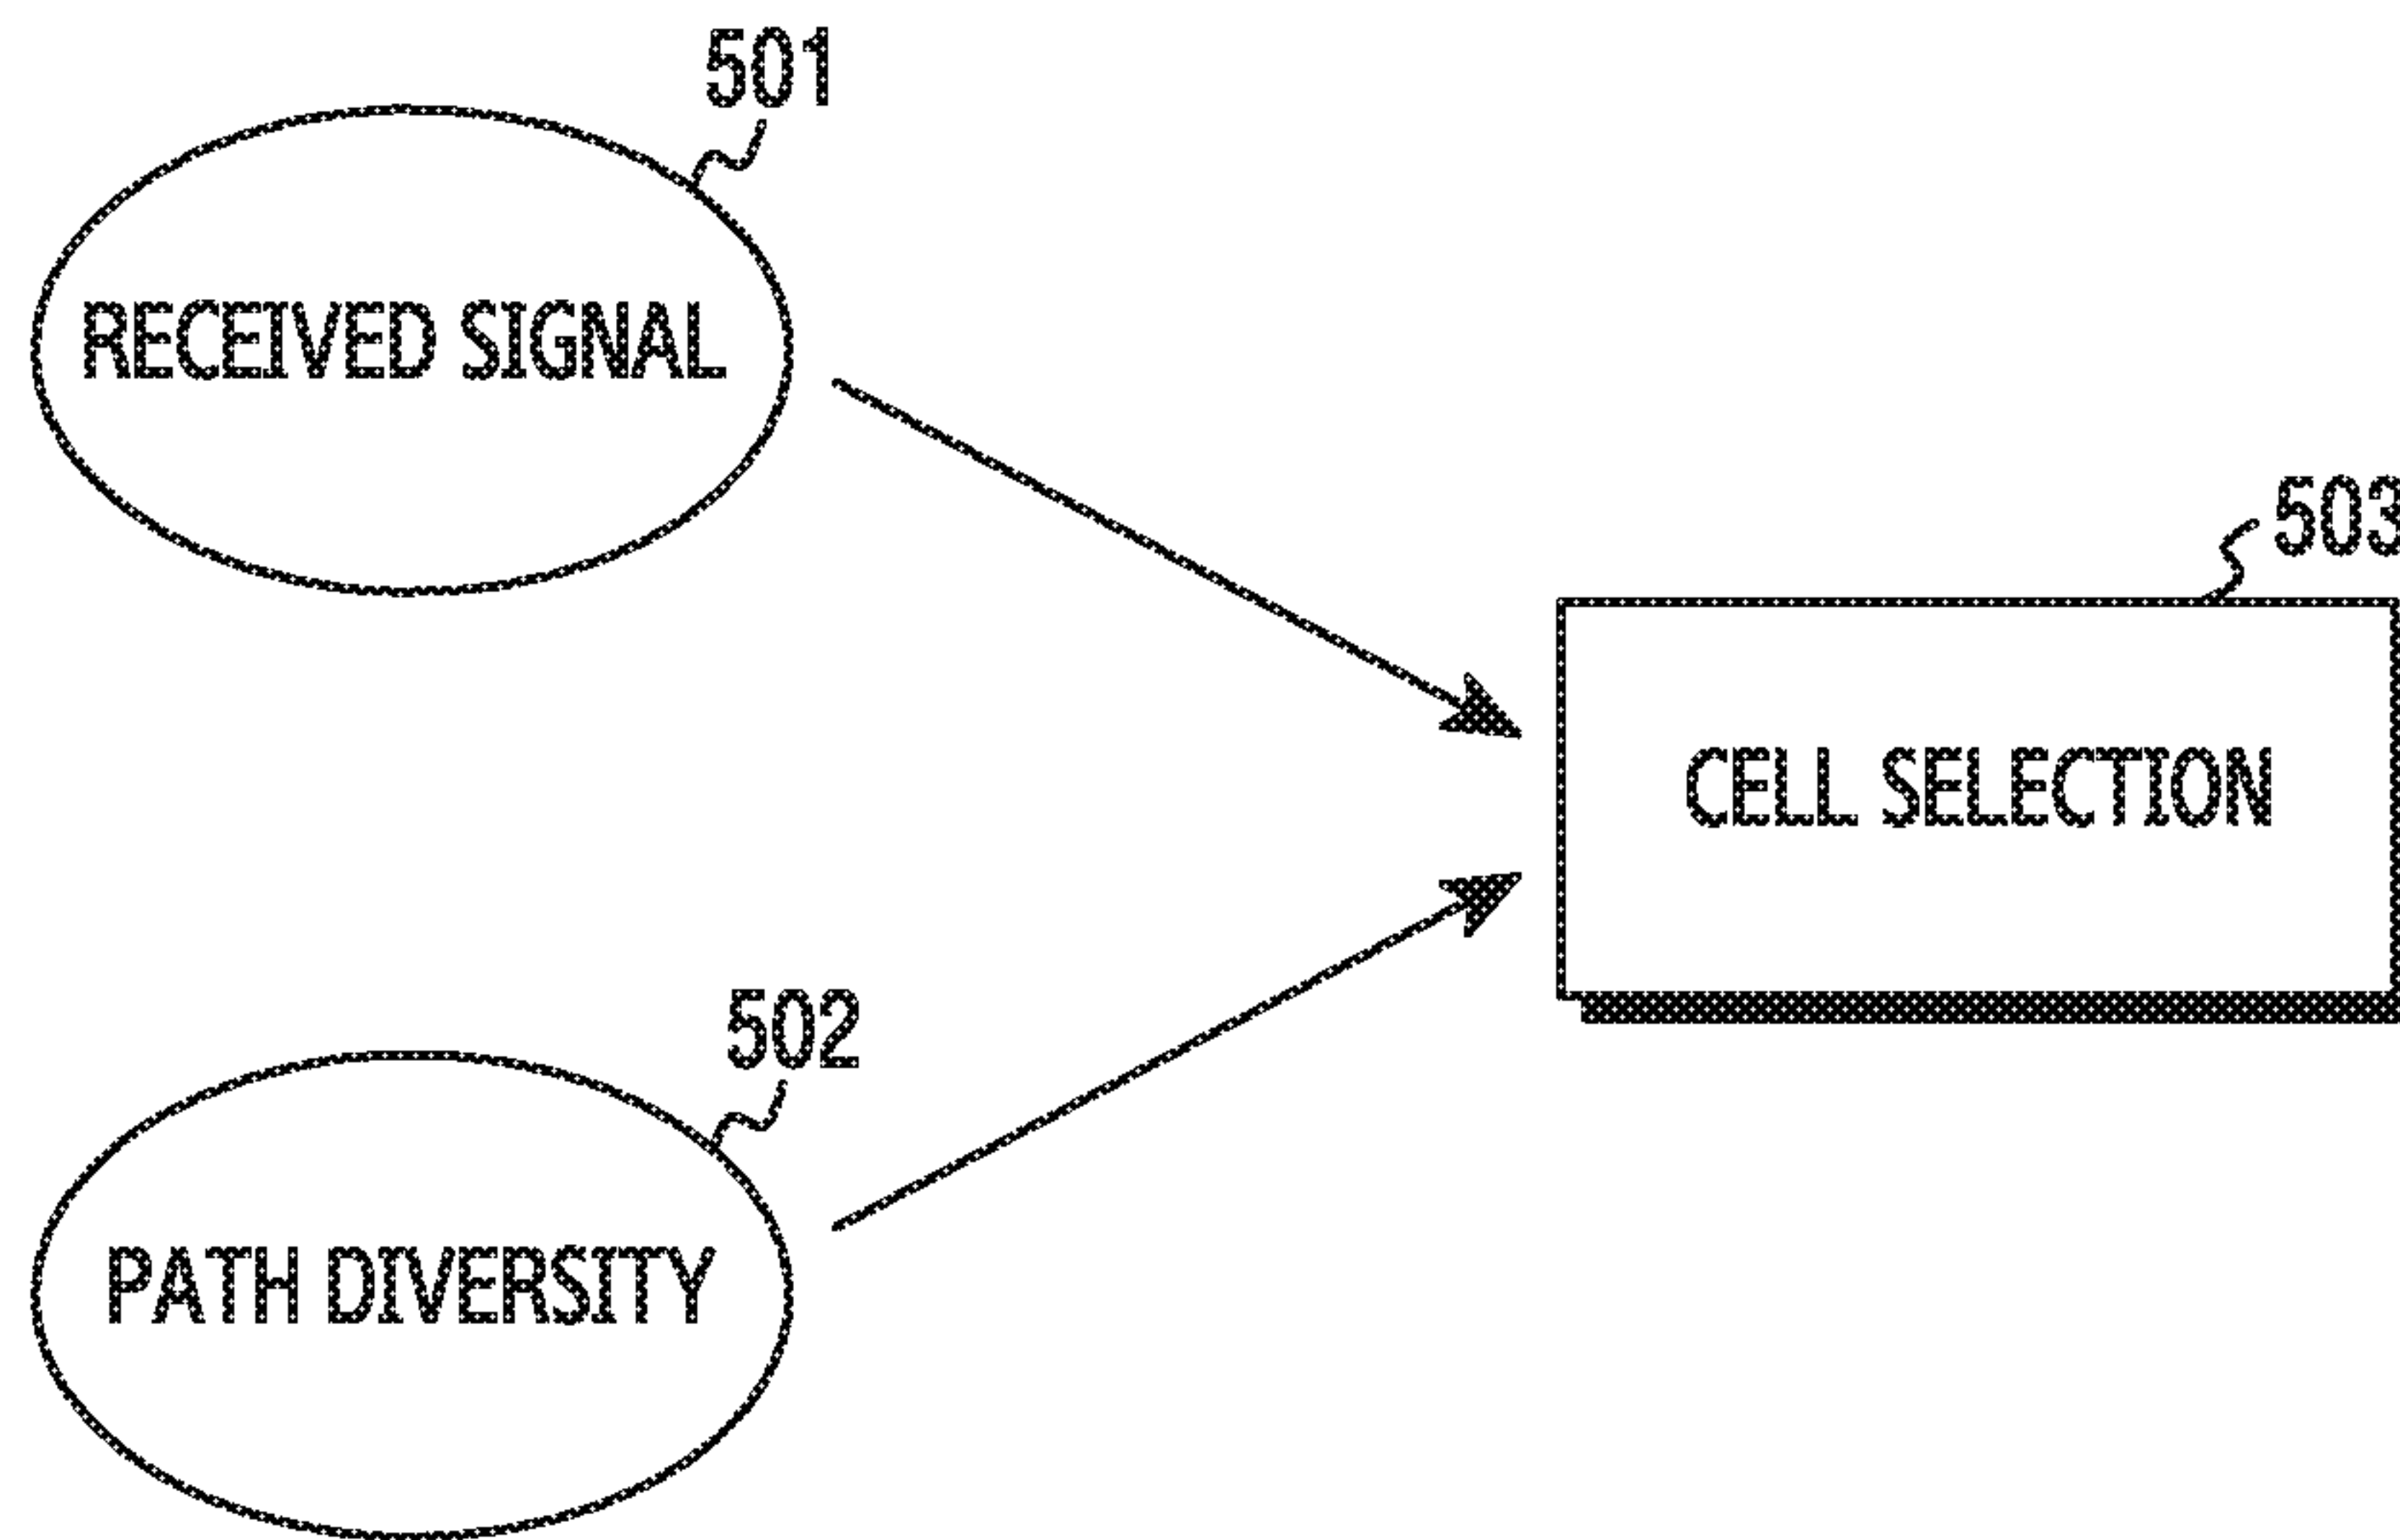 501
RECEIVED SIGNAL
503
CELL SELECTION
502
PATH DIVERSITY